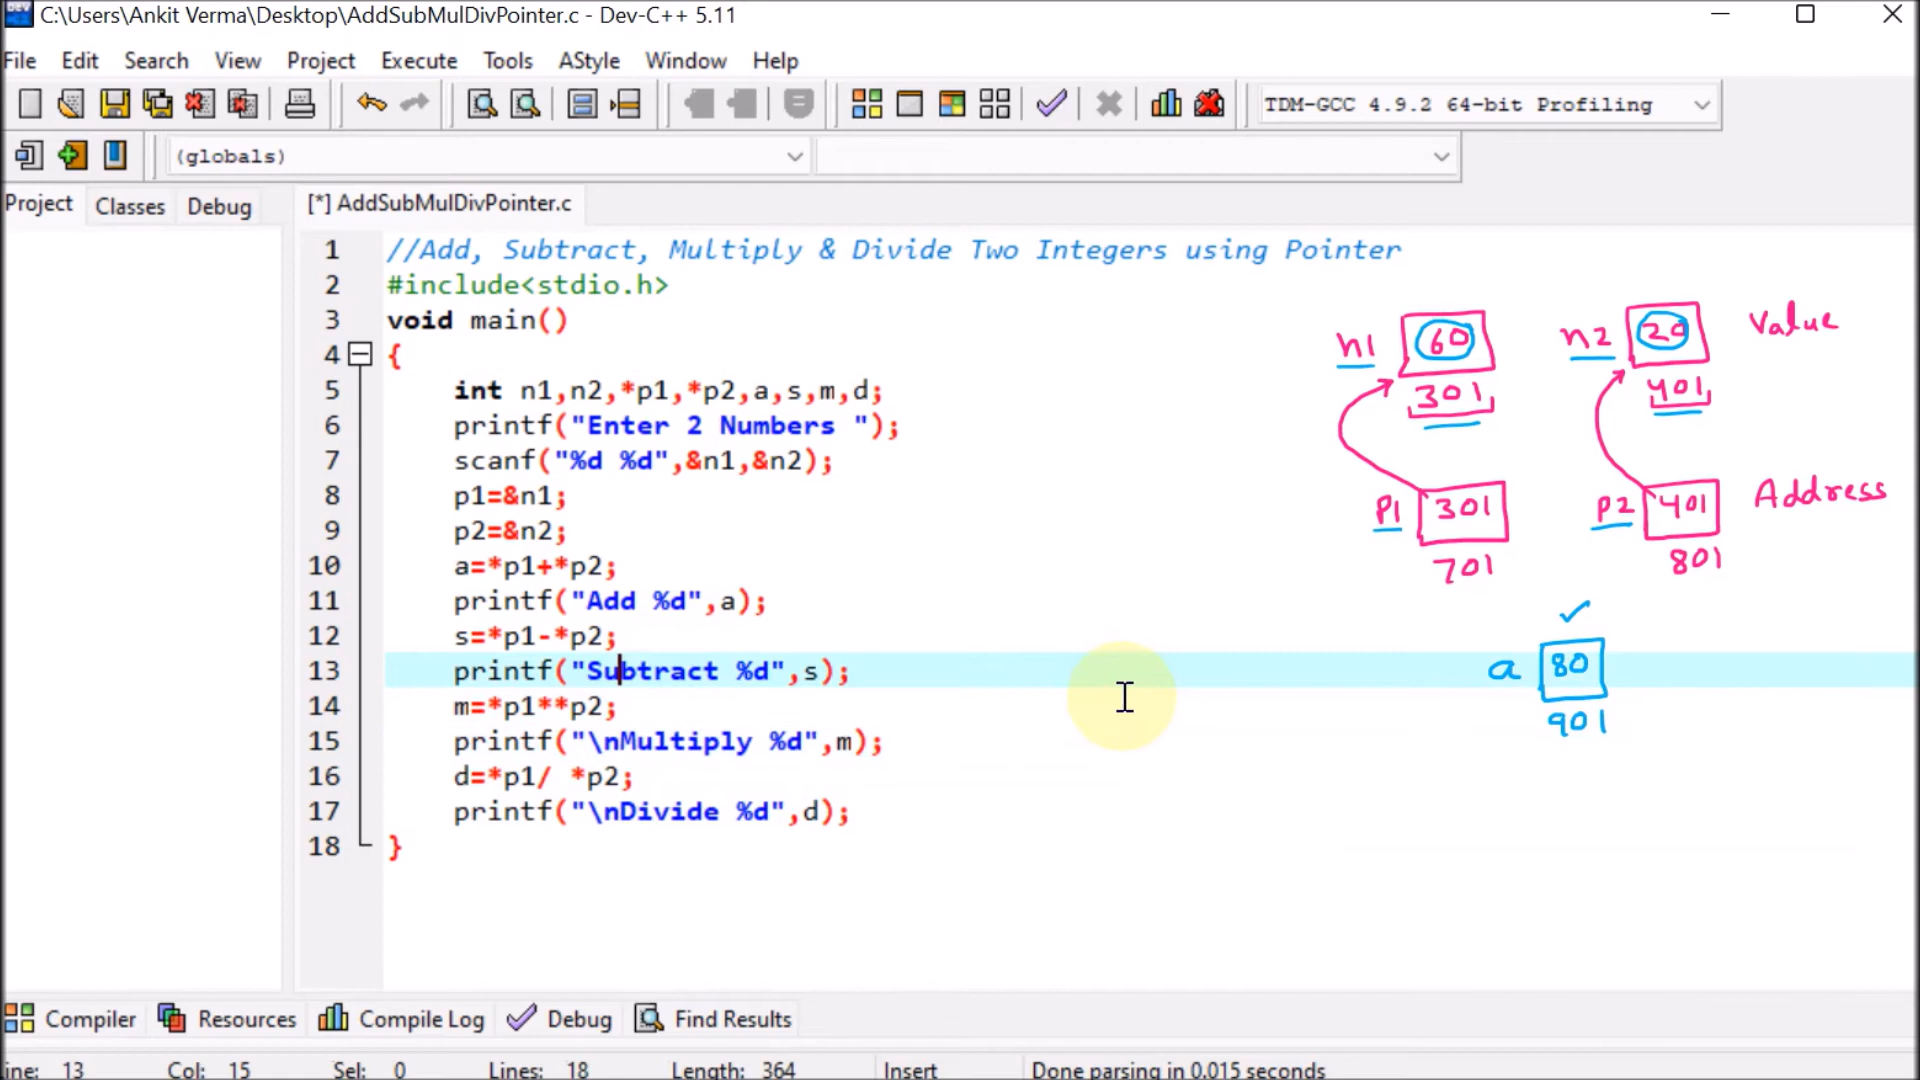 C:\Users\Ankit Verma\Desktop\AddSubMulDivPointer.c - Dev-C++ 5.11
File Edit Search View Project Execute Tools AStyle Window Help
TDM-GCC 4.9.2 64-bit Profiling
(globals)
Project Classes Debug [*] AddSubMulDivPointer.c
1 //Add, Subtract, Multiply & Divide Two Integers using Pointer
2 #include<stdio.h>
3 void main()
4 {
5 int n1,n2,*p1,*p2,a,s,m,d;
6 printf("Enter 2 Numbers ");
7 scanf("%d %d",&n1,&n2);
8 p1=&n1;
9 p2=&n2;
10 a=*p1+*p2;
11 printf("Add %d",a);
12 s=*p1-*p2;
13 printf("Subtract %d",s);
14 m=*p1**p2;
15 printf("\nMultiply %d",m);
16 d=*p1/ *p2;
17 printf("\nDivide %d",d);
18 }
n1 60 n2 20 Value
301 401
P1 301 P2 401 Address
701 801
a 80
901
Compiler Resources Compile Log Debug Find Results
ine: 13 Col: 15 Sel: 0 Lines: 18 Length: 364 Insert Done parsing in 0.015 seconds